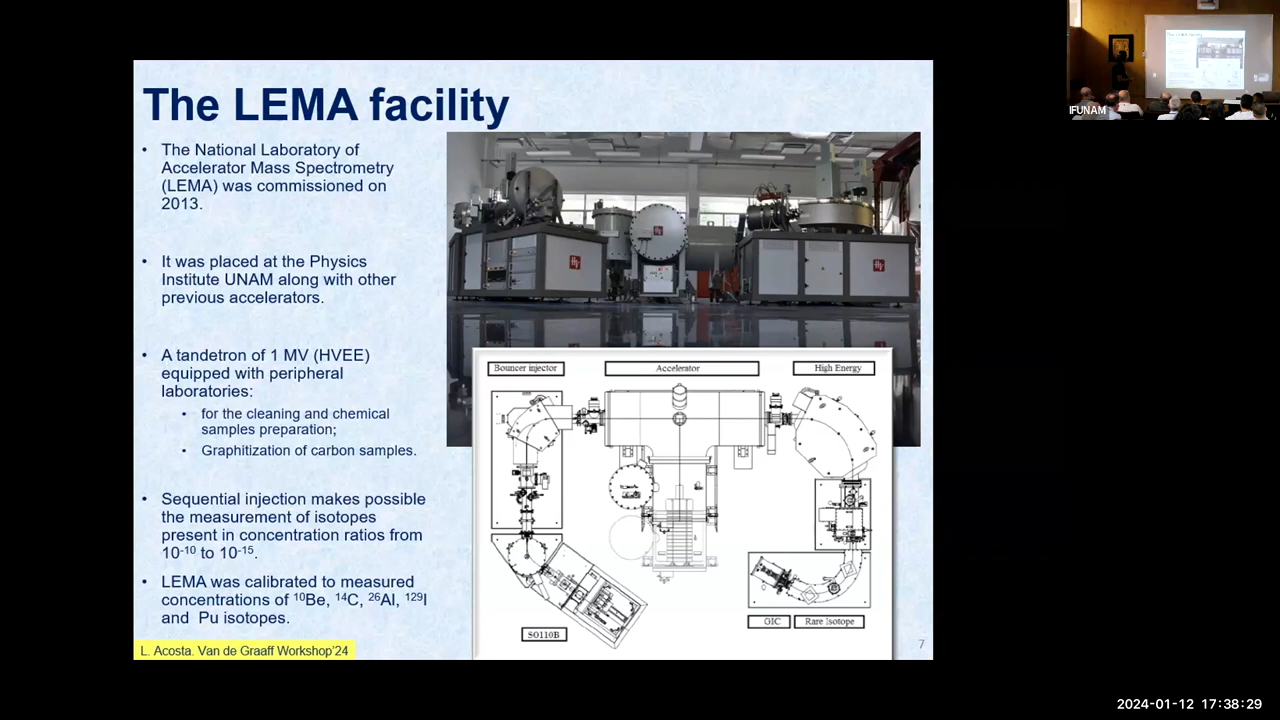 The LEMA facility
• The National Laboratory of
Accelerator Mass Spectrometry
(LEMA) was commissioned on
2013.
• It was placed at the Physics
Institute UNAM along with other
previous accelerators.
• A tandetron of 1 MV (HVEE)
equipped with peripheral
laboratories:
• for the cleaning and chemical
samples preparation;
• Graphitization of carbon samples.
• Sequential injection makes possible
the measurement of isotopes
present in concentration ratios from
10⁻¹⁰ to 10⁻¹⁵.
• LEMA was calibrated to measured
concentrations of ¹⁰Be, ¹⁴C, ²⁶Al, ¹²⁹I
and Pu isotopes.
L. Acosta. Van de Graaff Workshop'24
Bouncer injector
Accelerator
High Energy
SO110B
GIC
Rare Isotope
7
IFUNAM
2024-01-12 17:38:29